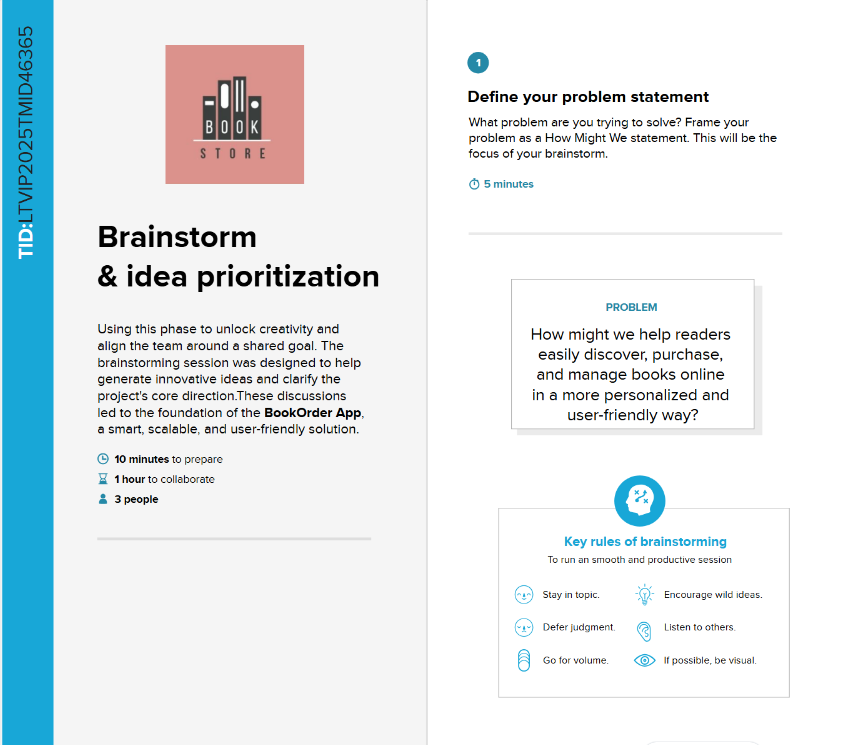 TID:LTVIP2025TMID46365
BOOK
STORE
Brainstorm
& idea prioritization
Using this phase to unlock creativity and
align the team around a shared goal. The
brainstorming session was designed to help
generate innovative ideas and clarify the
project's core direction.These discussions
led to the foundation of the BookOrder App,
a smart, scalable, and user-friendly solution.
10 minutes to prepare
1 hour to collaborate
3 people
1
Define your problem statement
What problem are you trying to solve? Frame your
problem as a How Might We statement. This will be the
focus of your brainstorm.
5 minutes
PROBLEM
How might we help readers
easily discover, purchase,
and manage books online
in a more personalized and
user-friendly way?
Key rules of brainstorming
To run an smooth and productive session
Stay in topic.
Encourage wild ideas.
Defer judgment.
Listen to others.
Go for volume.
If possible, be visual.